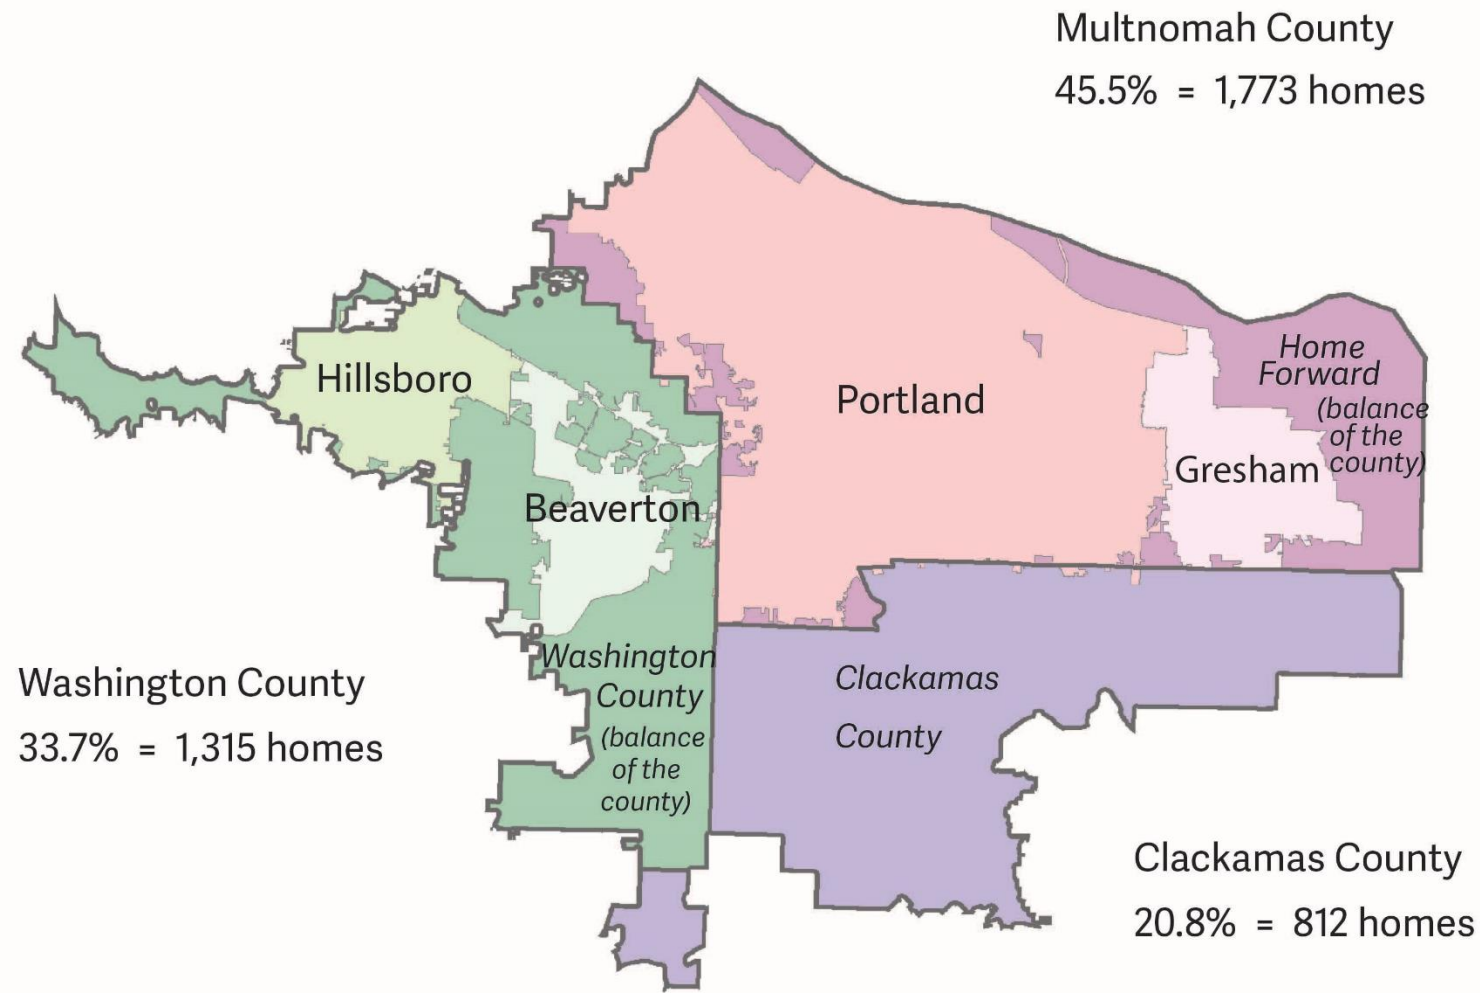 Multnomah County
45.5% = 1,773 homes
Hillsboro
Portland
Home
Forward
(balance
of the
county)
Gresham
Beaverton
Washington
County
(balance
of the
county)
Clackamas
County
Washington County
33.7% = 1,315 homes
Clackamas County
20.8% = 812 homes